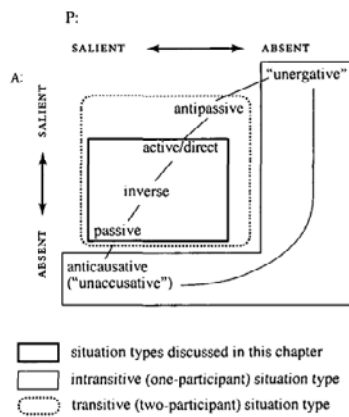 P:
SALIENT ABSENT
A:
SALIENT
ABSENT
"unergative"
antipassive
active/direct
inverse
passive
anticausative
("unaccusative")
situation types discussed in this chapter
intransitive (one-participant) situation type
transitive (two-participant) situation type